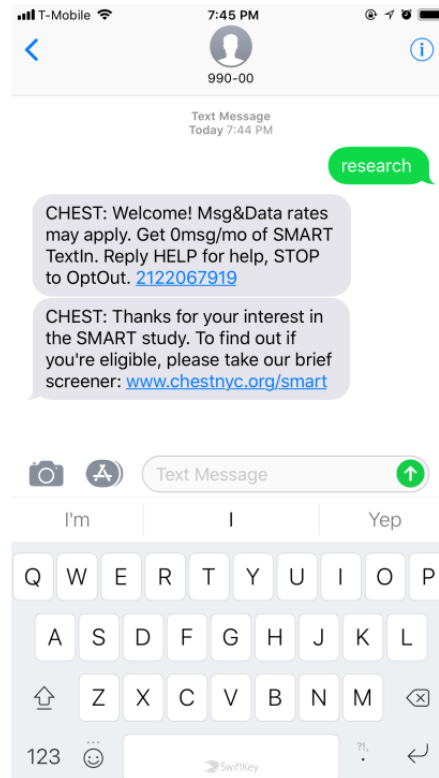 T-Mobile 7:45 PM
990-00
Text Message
Today 7:44 PM
research
CHEST: Welcome! Msg&Data rates
may apply. Get 0msg/mo of SMART
TextIn. Reply HELP for help, STOP
to OptOut. 2122067919
CHEST: Thanks for your interest in
the SMART study. To find out if
you're eligible, please take our brief
screener: www.chestnyc.org/smart
Text Message
I'm I Yep
Q W E R T Y U I O P
A S D F G H J K L
Z X C V B N M
123 SwiftKey ?!, .